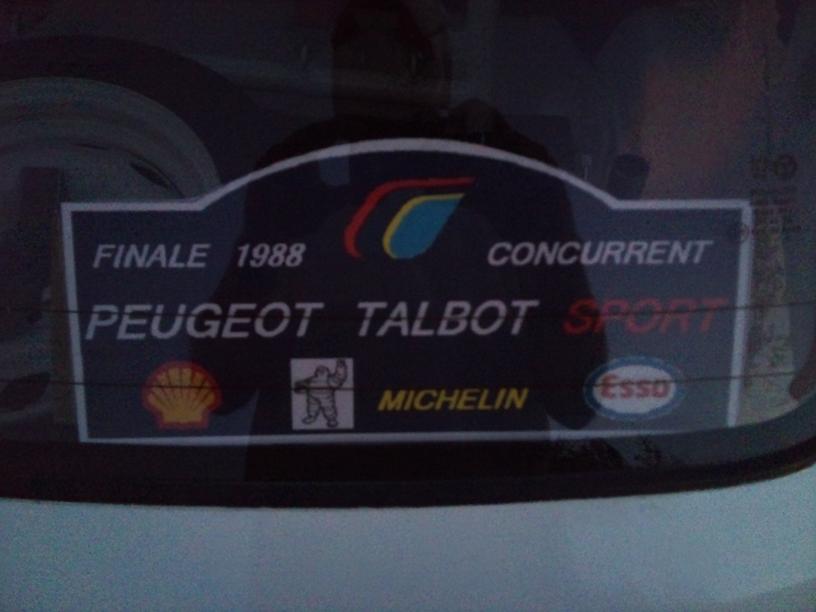 FINALE 1988 CONCURRENT
PEUGEOT TALBOT SPORT
MICHELIN Esso